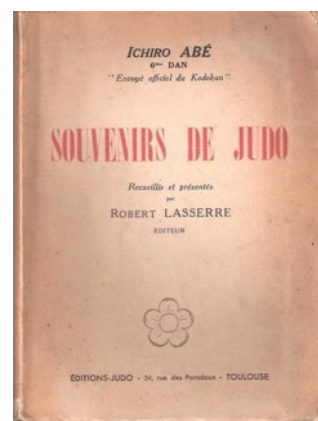 ICHIRO ABÉ
6me DAN
"Envoyé officiel du Kodokan"
SOUVENIRS DE JUDO
Recueillis et présentés
par
ROBERT LASSERRE
EDITEUR
EDITIONS-JUDO - 34, rue des Paradoux - TOULOUSE